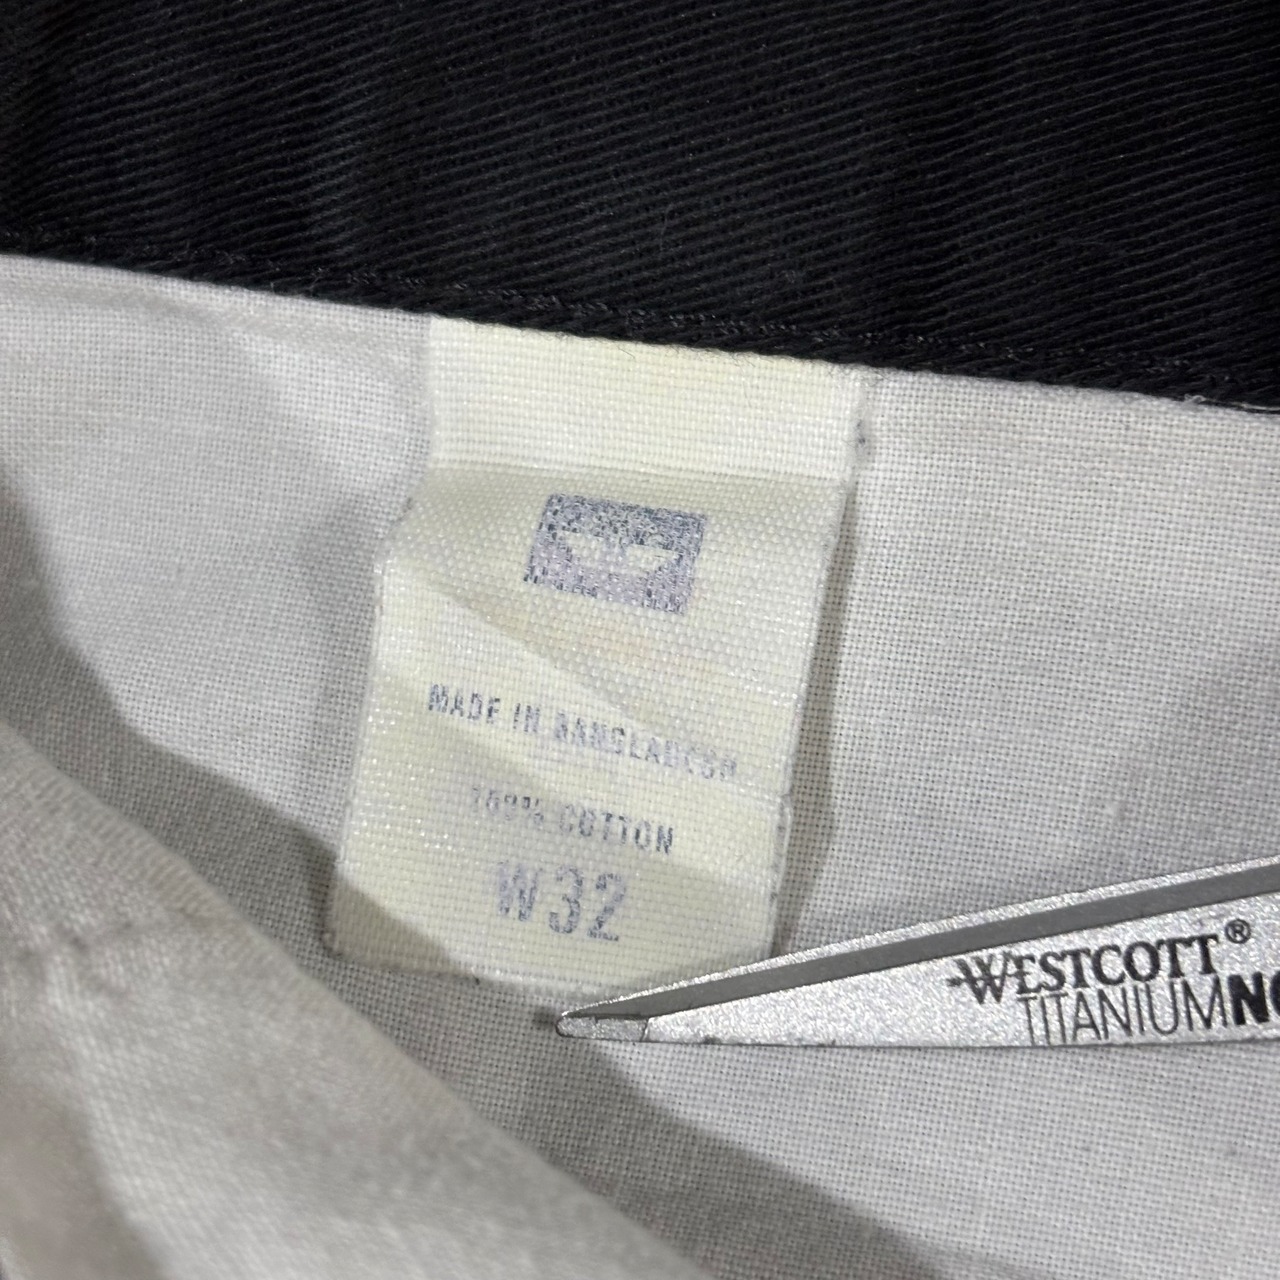 MADE IN BANGLADESH
100% COTTON
W32
WESTCOTT®
TITANIUM